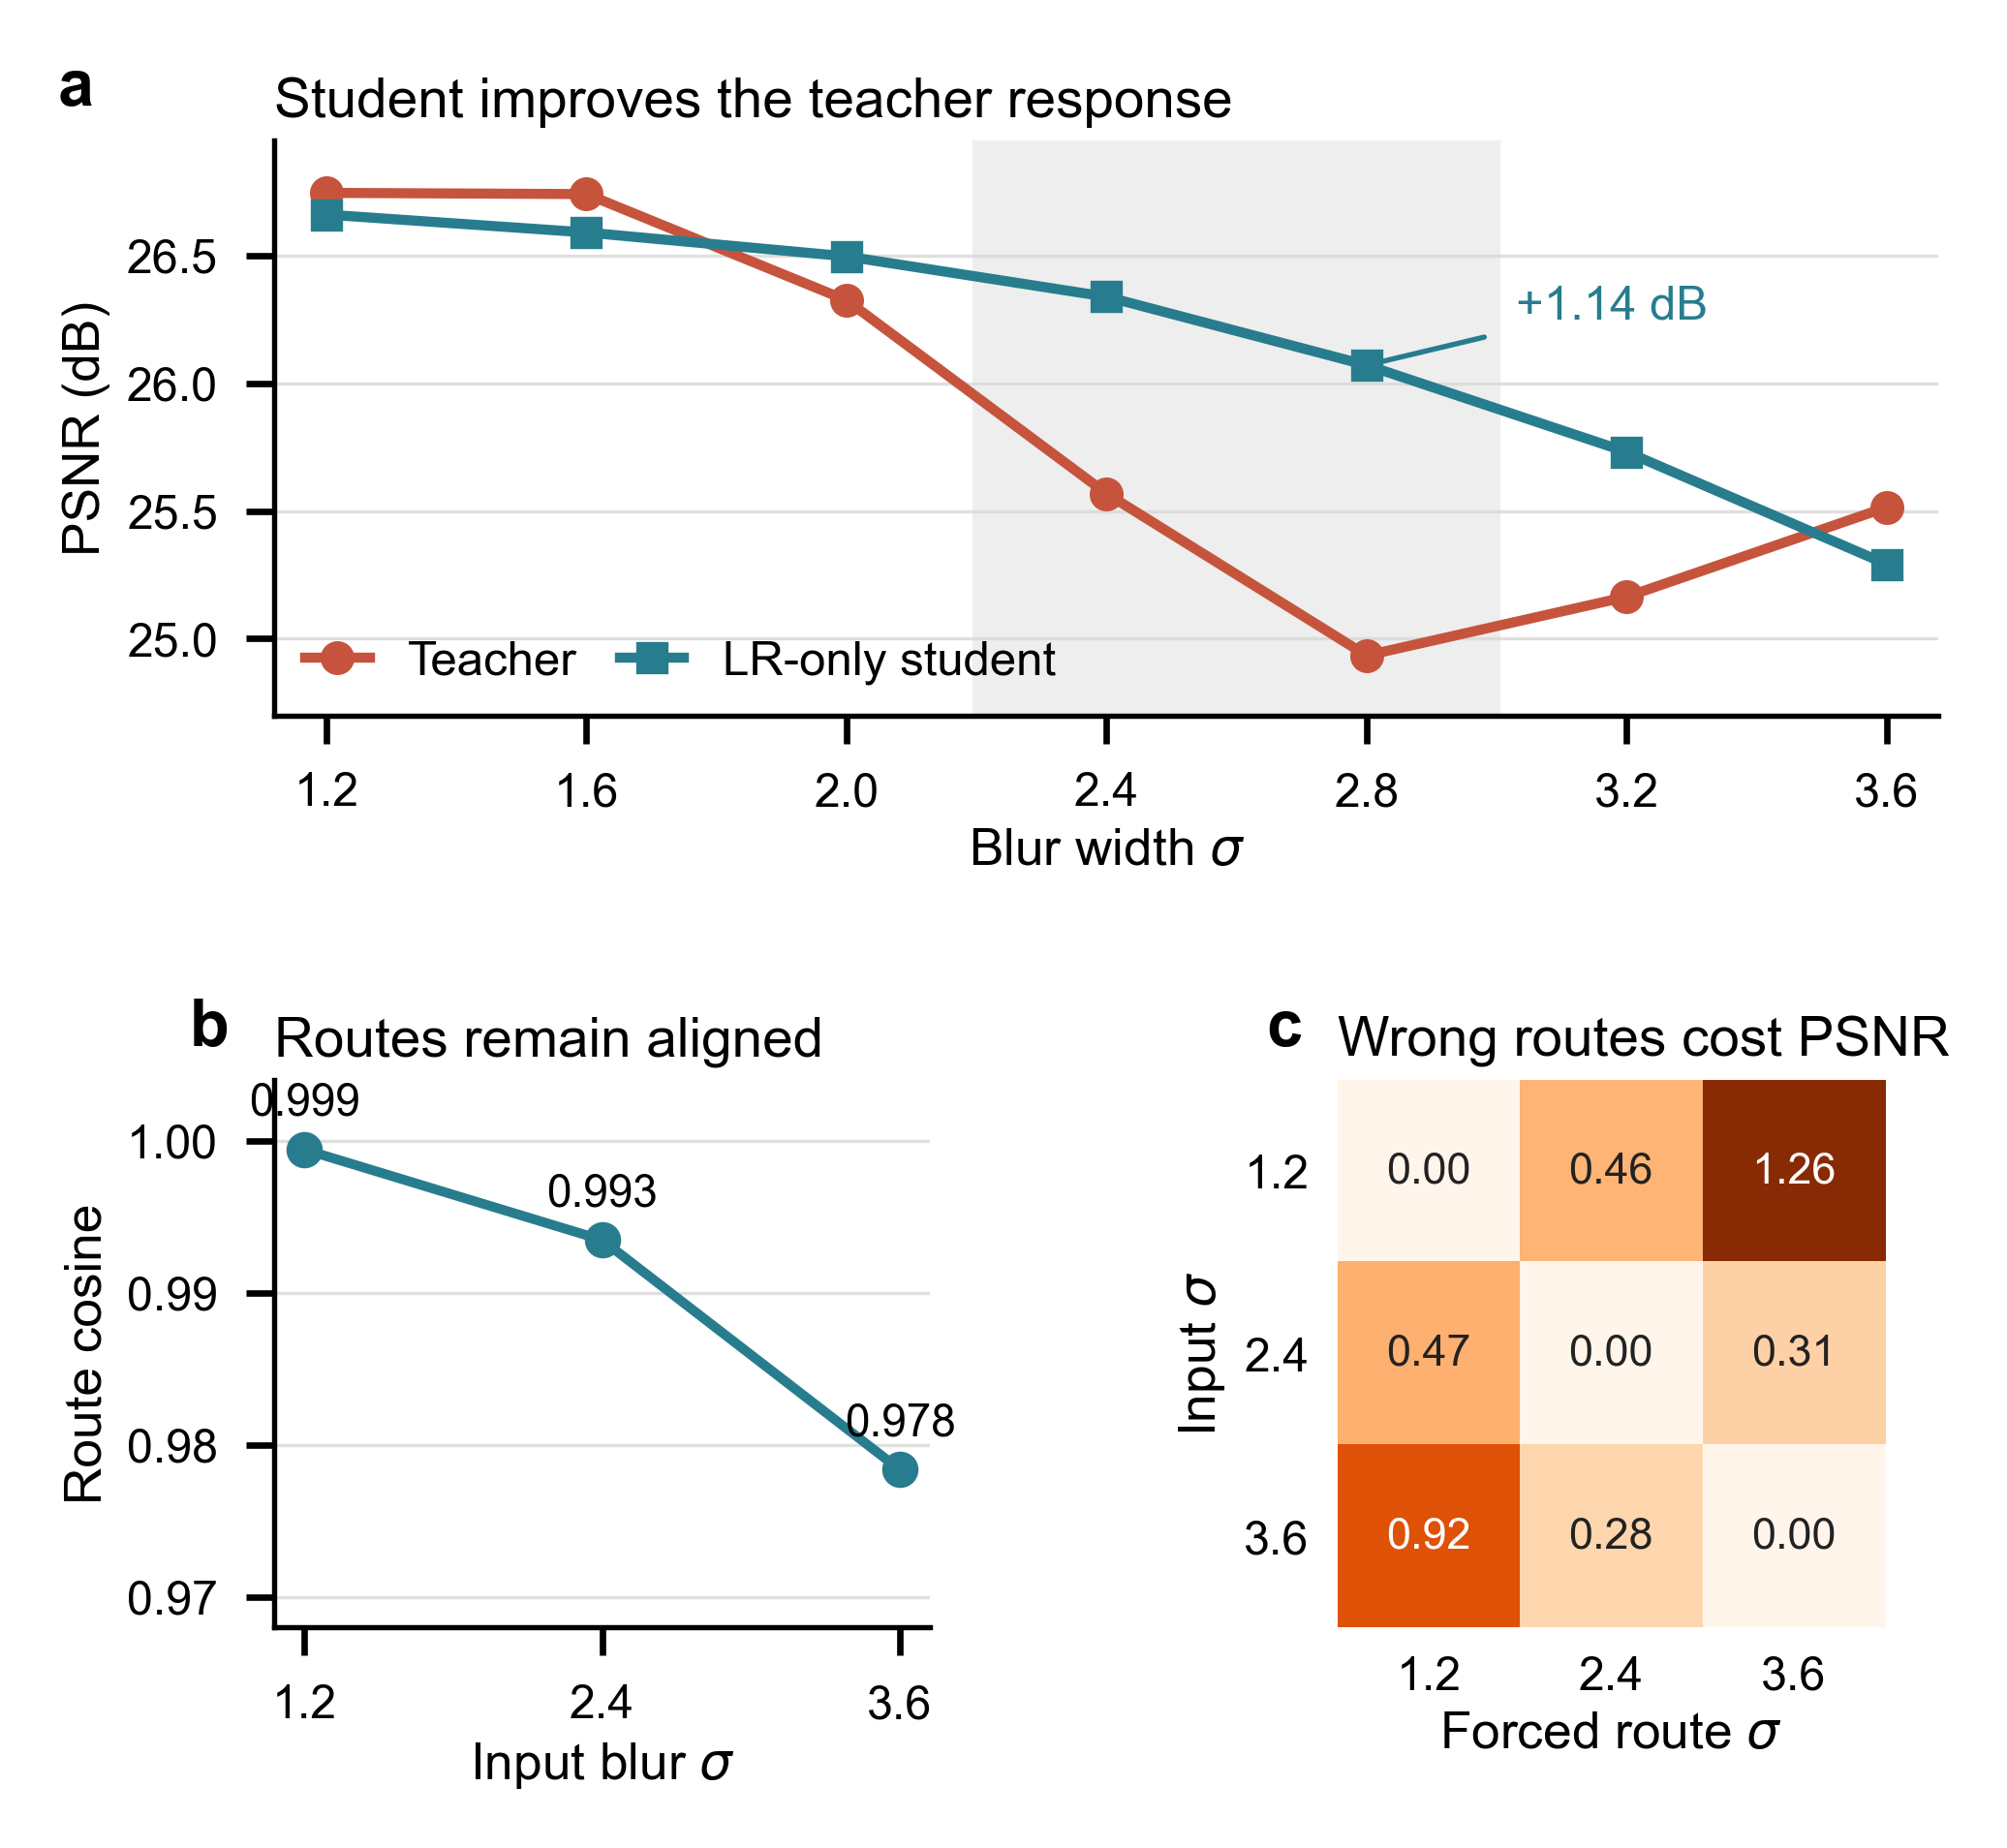 a
Student improves the teacher response
PSNR (dB)
26.5
26.0
25.5
25.0
+1.14 dB
Teacher
LR-only student
1.2 1.6 2.0 2.4 2.8 3.2 3.6
Blur width σ
b
Routes remain aligned
Route cosine
1.00
0.99
0.98
0.97
0.999
0.993
0.978
1.2 2.4 3.6
Input blur σ
c
Wrong routes cost PSNR
Input σ
1.2 0.00 0.46 1.26
2.4 0.47 0.00 0.31
3.6 0.92 0.28 0.00
1.2 2.4 3.6
Forced route σ